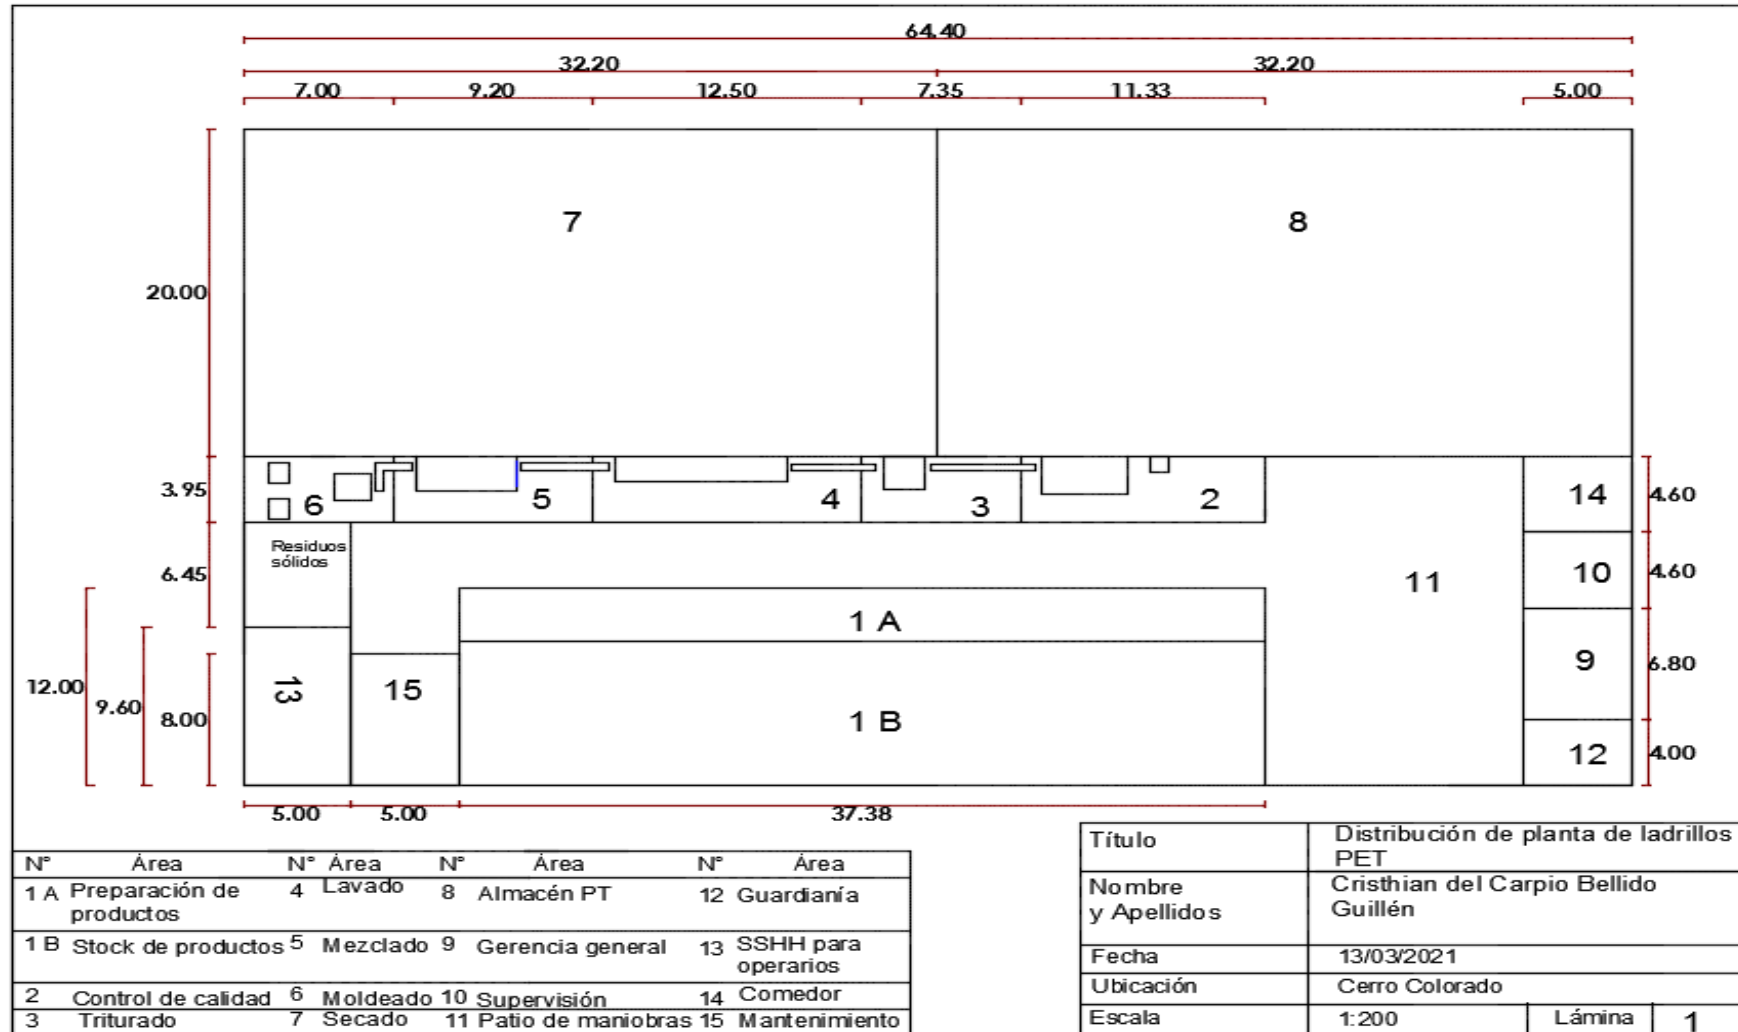 64.40
32.20 32.20
7.00 9.20 12.50 7.35 11.33 5.00
7 8
20.00
3.95
6 5 4 3 2 14 4.60
Residuos
sólidos
6.45
11 10 4.60
1 A
9 6.80
12.00 9.60 8.00
13 15
1 B
12 4.00
5.00 5.00 37.38
N° Área N° Área N° Área N° Área
1 A Preparación de productos 4 Lavado 8 Almacén PT 12 Guardianía
1 B Stock de productos 5 Mezclado 9 Gerencia general 13 SSHH para operarios
2 Control de calidad 6 Moldeado 10 Supervisión 14 Comedor
3 Triturado 7 Secado 11 Patio de maniobras 15 Mantenimiento
Título Distribución de planta de ladrillos
PET
Nombre
y Apellidos
Cristhian del Carpio Bellido
Guillén
Fecha 13/03/2021
Ubicación Cerro Colorado
Escala 1:200 Lámina 1